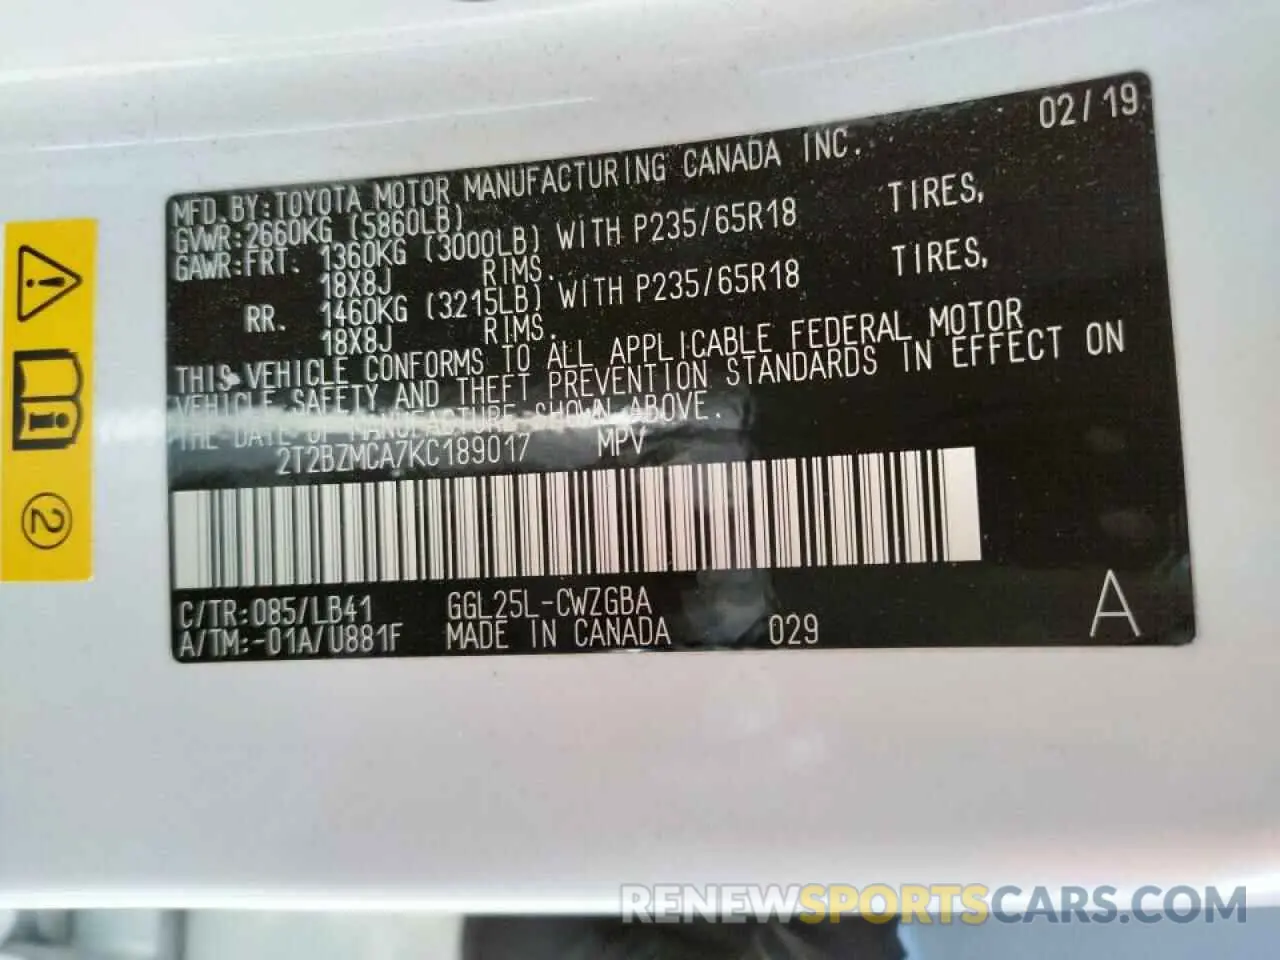 02/19
MFD.BY:TOYOTA MOTOR MANUFACTURING CANADA INC.
GVWR:2660KG (5860LB)
GAWR:FRT. 1360KG (3000LB) WITH P235/65R18 TIRES,
18X8J RIMS.
RR. 1460KG (3215LB) WITH P235/65R18 TIRES,
18X8J RIMS.
THIS VEHICLE CONFORMS TO ALL APPLICABLE FEDERAL MOTOR
VEHICLE SAFETY AND THEFT PREVENTION STANDARDS IN EFFECT ON
THE DATE OF MANUFACTURE SHOWN ABOVE.
2T2BZMCA7KC189017 MPV
C/TR:085/LB41 GGL25L-CWZGBA
A/TM:-01A/U881F MADE IN CANADA 029 A
2
RENEWSPORTSCARS.COM